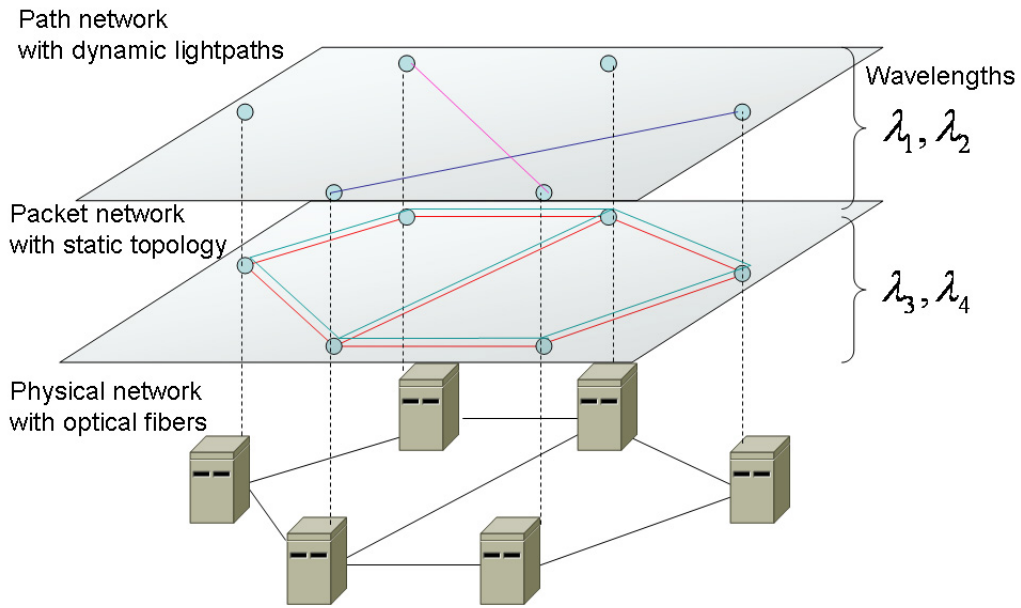 Path network
with dynamic lightpaths
Wavelengths
λ₁, λ₂
Packet network
with static topology
λ₃, λ₄
Physical network
with optical fibers